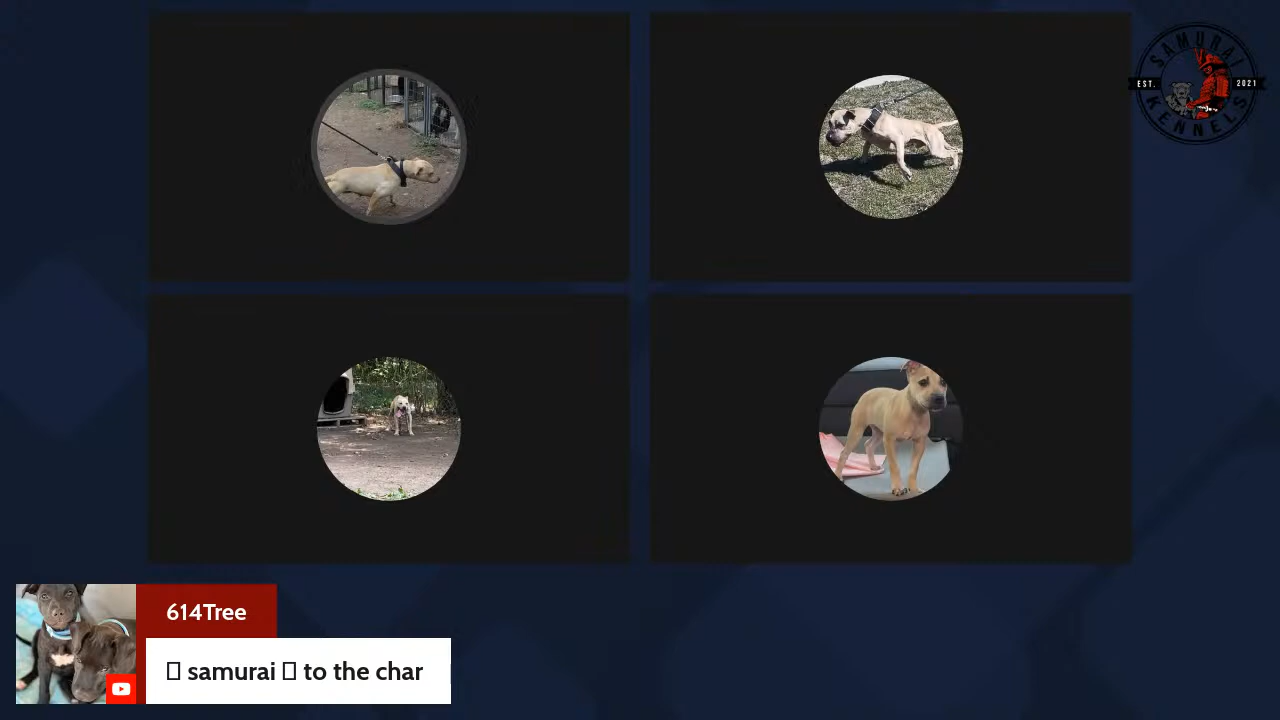 SAMURAI
EST. 2021
KENNELS
614Tree
▯ samurai ▯ to the char